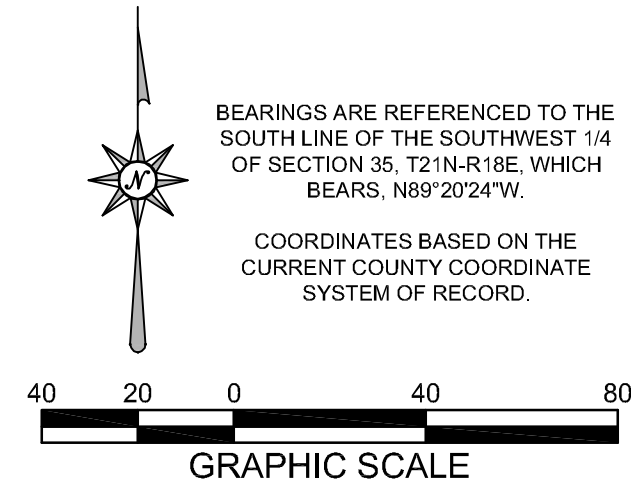 BEARINGS ARE REFERENCED TO THE
SOUTH LINE OF THE SOUTHWEST 1/4
OF SECTION 35, T21N-R18E, WHICH
BEARS, N89°20'24"W.
N
COORDINATES BASED ON THE
CURRENT COUNTY COORDINATE
SYSTEM OF RECORD.
40 20 0 40 80
GRAPHIC SCALE